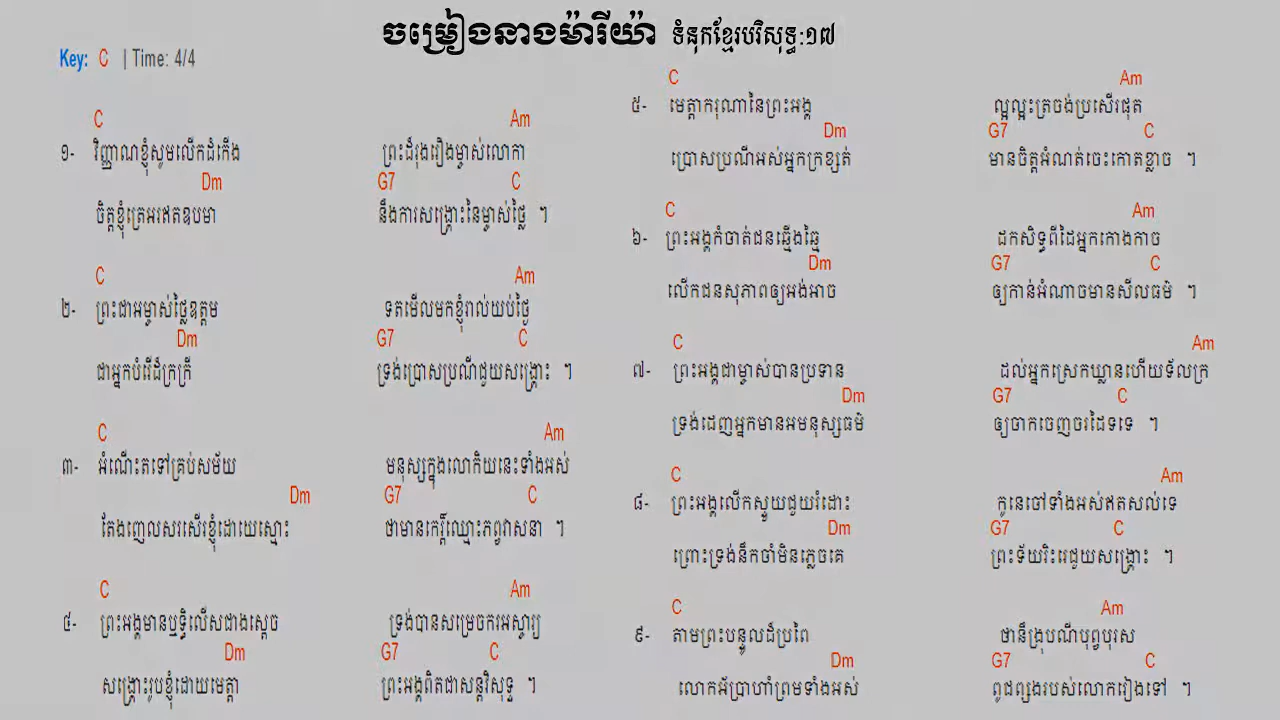 ចម្រៀងនាងម៉ារីយ៉ា ទំនុកខ្មែរបរិសុទ្ធ:១៧
Key: C | Time: 4/4
C Am
១- វិញ្ញាណខ្ញុំសូមលើកដំកើង ព្រះដ៏រុងរឿងម្ចាស់លោកា
Dm G7 C
ចិត្តខ្ញុំត្រេអរឥតឧបមា នឹងការសង្គ្រោះនៃម្ចាស់ថ្លៃ ។
C Am
២- ព្រះជាអម្ចាស់ថ្លៃឧត្តម ទតមើលមកខ្ញុំរាល់យប់ថ្ងៃ
Dm G7 C
ជាអ្នកបំរើដ៏ក្រក្រី ទ្រង់ប្រោសប្រណីជួយសង្គ្រោះ ។
C Am
៣- អំណើះតទៅគ្រប់សម័យ មនុស្សក្នុងលោកិយនេះទាំងអស់
Dm G7 C
តែងពោលសរសើរខ្ញុំដោយស្មោះ ថាមានកេរ្តិ៍ឈ្មោះភព្វវាសនា ។
C Am
៤- ព្រះអង្គមានឬទ្ធិលើសជាងស្តេច ទ្រង់បានសម្រេចការអស្ចារ្យ
Dm G7 C
សង្គ្រោះរូបខ្ញុំដោយមេត្តា ព្រះអង្គពិតជាសន្តវិសុទ្ធ ។
C Am
៥- មេត្តាករុណានៃព្រះអង្គ ល្អល្អះត្រចង់ប្រសើរផុត
Dm G7 C
ប្រោសប្រណីអស់អ្នកក្រខ្សត់ មានចិត្តអំណត់ចេះកោតខ្លាច ។
C Am
៦- ព្រះអង្គកំចាត់ជនឆ្មើងឆ្មៃ ដកសិទ្ធពីដៃអ្នកកោងកាច
Dm G7 C
លើកជនសុភាពឲ្យអង់អាច ឲ្យកាន់អំណាចមានសីលធម៌ ។
C Am
៧- ព្រះអង្គជាម្ចាស់បានប្រទាន ដល់អ្នកស្រេកឃ្លានហើយទ័លក្រ
Dm G7 C
ទ្រង់ដេញអ្នកមានអមនុស្សធម៌ ឲ្យចាកចេញចរដៃទទេ ។
C Am
៨- ព្រះអង្គលើកស្ទួយជួយរំដោះ កូនចៅទាំងអស់ឥតសល់ទេ
Dm G7 C
ព្រោះទ្រង់នឹកចាំមិនភ្លេចគេ ព្រះទ័យរិះរេជួយសង្គ្រោះ ។
C Am
៩- តាមព្រះបន្ទូលដ៏ប្រពៃ ថានឹងប្រណីបុព្វបុរស
Dm G7 C
លោកអ័ប្រាហាំព្រមទាំងអស់ ពូជពង្សរបស់លោករៀងទៅ ។